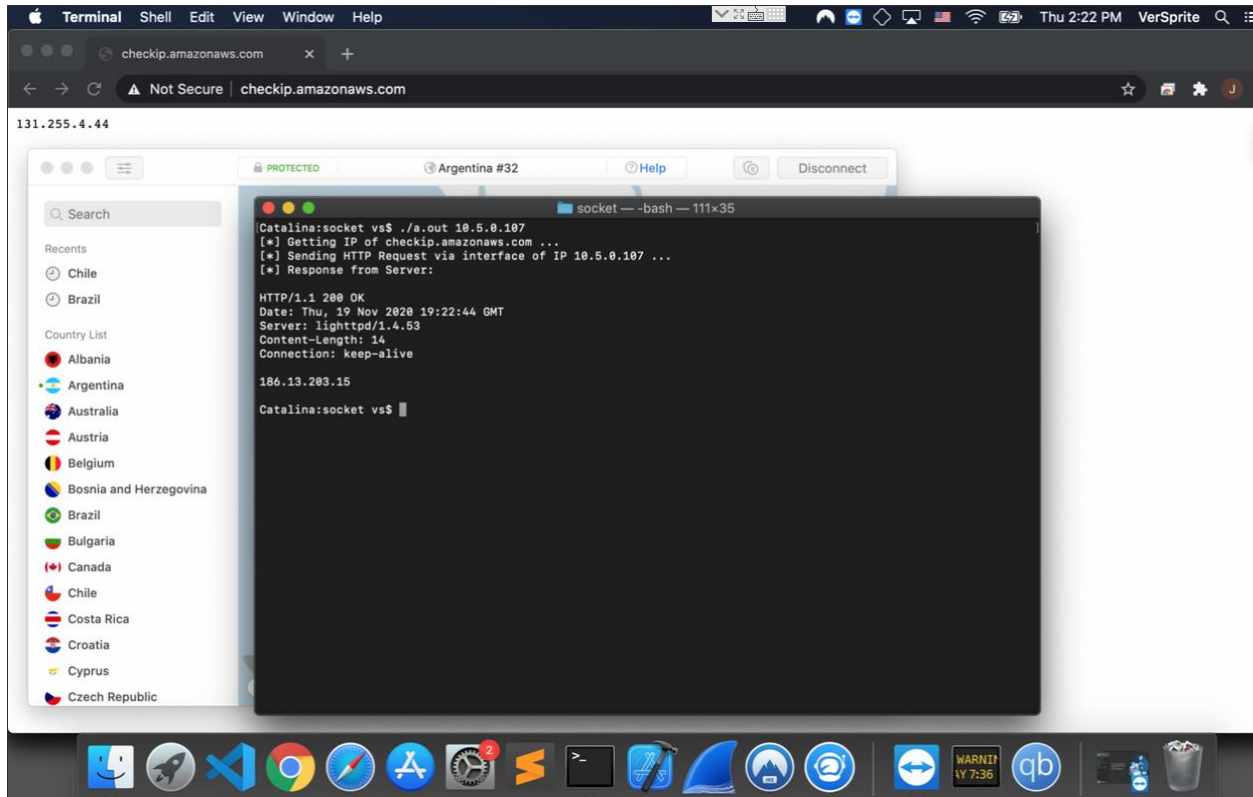 Terminal Shell Edit View Window Help Thu 2:22 PM VerSprite
checkip.amazonaws.com
Not Secure checkip.amazonaws.com J
131.255.4.44
PROTECTED Argentina #32 Help Disconnect
Search
Recents
Chile
Brazil
Country List
Albania
Argentina
Australia
Austria
Belgium
Bosnia and Herzegovina
Brazil
Bulgaria
Canada
Chile
Costa Rica
Croatia
Cyprus
Czech Republic
socket — -bash — 111×35
[Catalina:socket vs$ ./a.out 10.5.0.107 ]
[*] Getting IP of checkip.amazonaws.com ...
[*] Sending HTTP Request via interface of IP 10.5.0.107 ...
[*] Response from Server:
HTTP/1.1 200 OK
Date: Thu, 19 Nov 2020 19:22:44 GMT
Server: lighttpd/1.4.53
Content-Length: 14
Connection: keep-alive
186.13.203.15
Catalina:socket vs$
2
>_
WARNIN
AY 7:36
qb